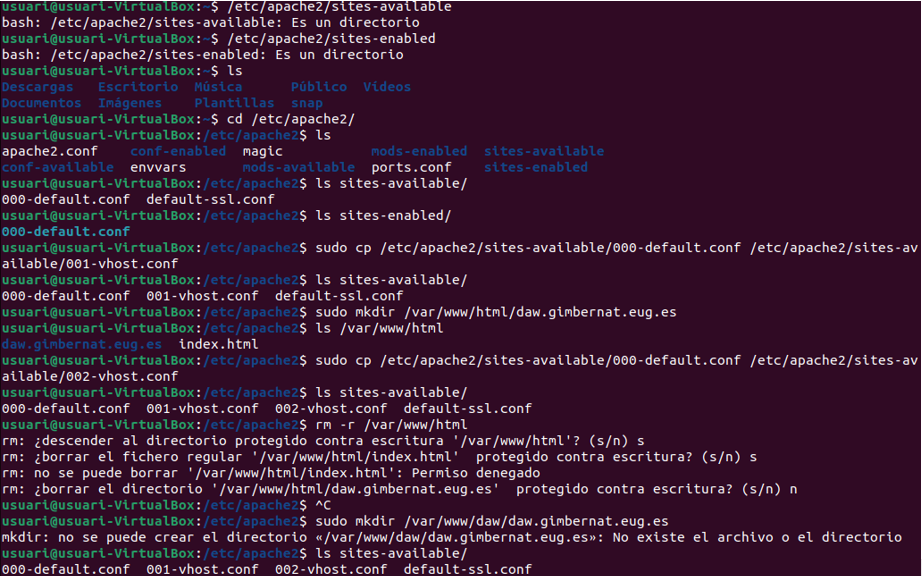 usuari@usuari-VirtualBox:~$ /etc/apache2/sites-available
bash: /etc/apache2/sites-available: Es un directorio
usuari@usuari-VirtualBox:~$ /etc/apache2/sites-enabled
bash: /etc/apache2/sites-enabled: Es un directorio
usuari@usuari-VirtualBox:~$ ls
Descargas   Escritorio  Música      Público  Vídeos
Documentos  Imágenes    Plantillas  snap
usuari@usuari-VirtualBox:~$ cd /etc/apache2/
usuari@usuari-VirtualBox:/etc/apache2$ ls
apache2.conf    conf-enabled  magic           mods-enabled  sites-available
conf-available  envvars       mods-available  ports.conf    sites-enabled
usuari@usuari-VirtualBox:/etc/apache2$ ls sites-available/
000-default.conf  default-ssl.conf
usuari@usuari-VirtualBox:/etc/apache2$ ls sites-enabled/
000-default.conf
usuari@usuari-VirtualBox:/etc/apache2$ sudo cp /etc/apache2/sites-available/000-default.conf /etc/apache2/sites-av
ailable/001-vhost.conf
usuari@usuari-VirtualBox:/etc/apache2$ ls sites-available/
000-default.conf  001-vhost.conf  default-ssl.conf
usuari@usuari-VirtualBox:/etc/apache2$ sudo mkdir /var/www/html/daw.gimbernat.eug.es
usuari@usuari-VirtualBox:/etc/apache2$ ls /var/www/html
daw.gimbernat.eug.es  index.html
usuari@usuari-VirtualBox:/etc/apache2$ sudo cp /etc/apache2/sites-available/000-default.conf /etc/apache2/sites-av
ailable/002-vhost.conf
usuari@usuari-VirtualBox:/etc/apache2$ ls sites-available/
000-default.conf  001-vhost.conf  002-vhost.conf  default-ssl.conf
usuari@usuari-VirtualBox:/etc/apache2$ rm -r /var/www/html
rm: ¿descender al directorio protegido contra escritura '/var/www/html'? (s/n) s
rm: ¿borrar el fichero regular '/var/www/html/index.html'  protegido contra escritura? (s/n) s
rm: no se puede borrar '/var/www/html/index.html': Permiso denegado
rm: ¿borrar el directorio '/var/www/html/daw.gimbernat.eug.es'  protegido contra escritura? (s/n) n
usuari@usuari-VirtualBox:/etc/apache2$ ^C
usuari@usuari-VirtualBox:/etc/apache2$ sudo mkdir /var/www/daw/daw.gimbernat.eug.es
mkdir: no se puede crear el directorio «/var/www/daw/daw.gimbernat.eug.es»: No existe el archivo o el directorio
usuari@usuari-VirtualBox:/etc/apache2$ ls sites-available/
000-default.conf  001-vhost.conf  002-vhost.conf  default-ssl.conf